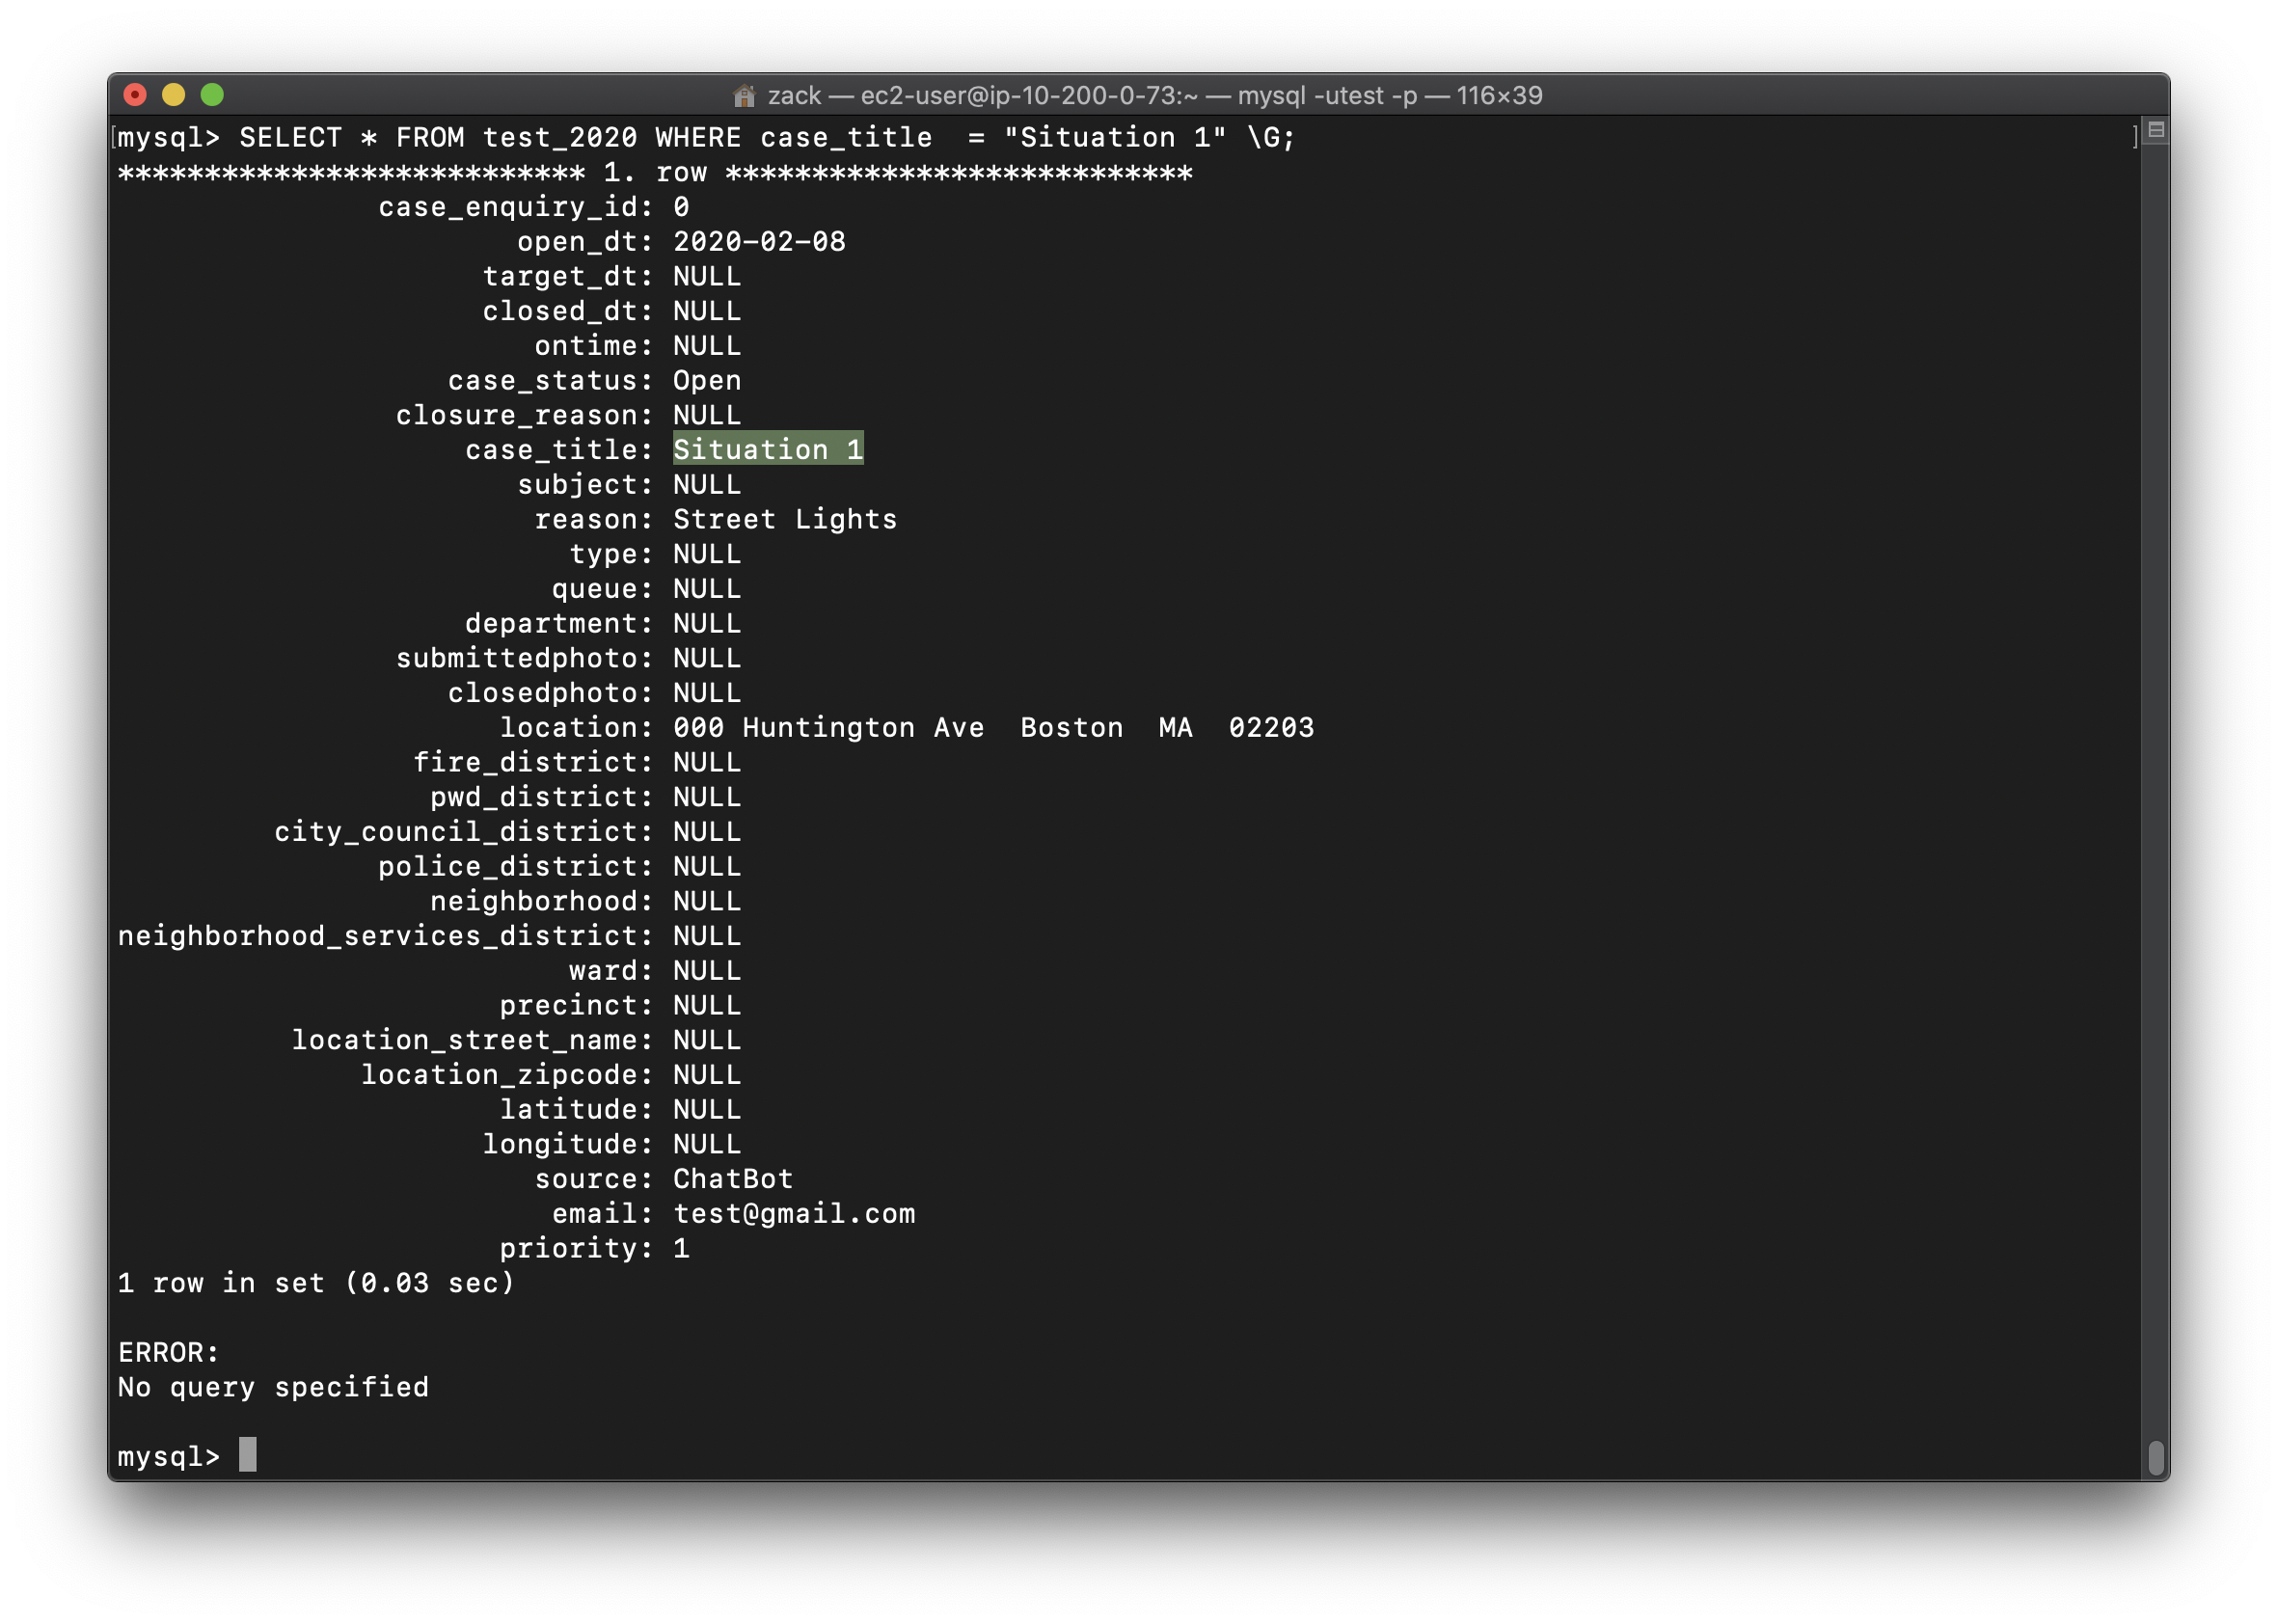 zack — ec2-user@ip-10-200-0-73:~ — mysql -utest -p — 116×39
[mysql> SELECT * FROM test_2020 WHERE case_title  = "Situation 1" \G; ]
*************************** 1. row ***************************
case_enquiry_id: 0
open_dt: 2020-02-08
target_dt: NULL
closed_dt: NULL
ontime: NULL
case_status: Open
closure_reason: NULL
case_title: Situation 1
subject: NULL
reason: Street Lights
type: NULL
queue: NULL
department: NULL
submittedphoto: NULL
closedphoto: NULL
location: 000 Huntington Ave  Boston  MA  02203
fire_district: NULL
pwd_district: NULL
city_council_district: NULL
police_district: NULL
neighborhood: NULL
neighborhood_services_district: NULL
ward: NULL
precinct: NULL
location_street_name: NULL
location_zipcode: NULL
latitude: NULL
longitude: NULL
source: ChatBot
email: test@gmail.com
priority: 1
1 row in set (0.03 sec)
ERROR:
No query specified
mysql>